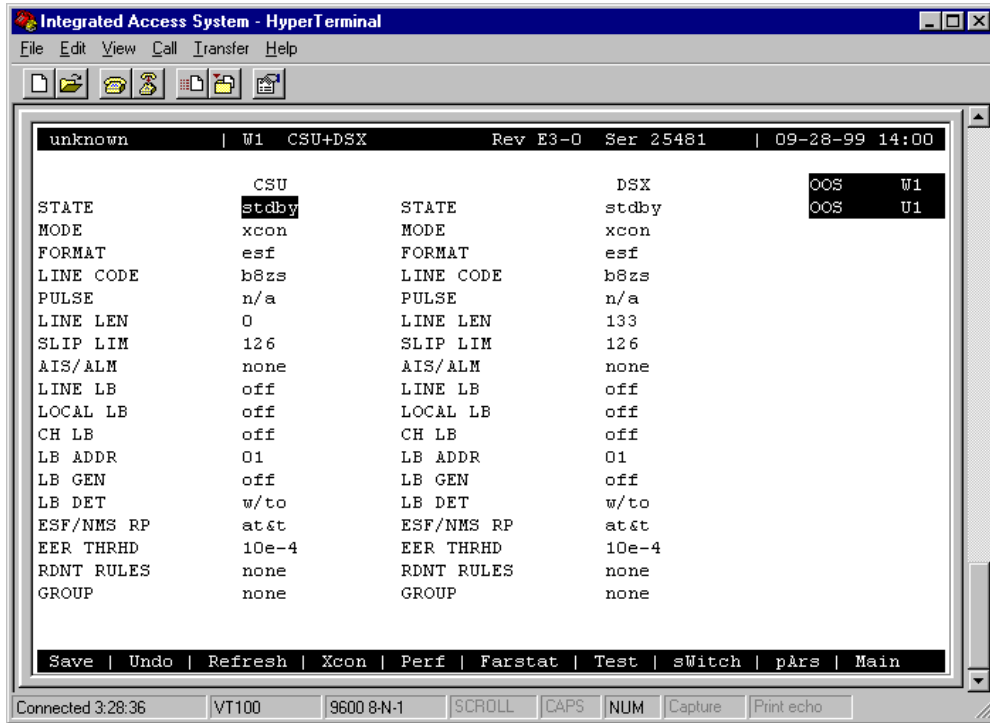 Integrated Access System - HyperTerminal
File Edit View Call Transfer Help
unknown | W1 CSU+DSX Rev E3-0 Ser 25481 | 09-28-99 14:00
CSU DSX OOS W1
STATE stdby STATE stdby OOS U1
MODE xcon MODE xcon
FORMAT esf FORMAT esf
LINE CODE b8zs LINE CODE b8zs
PULSE n/a PULSE n/a
LINE LEN 0 LINE LEN 133
SLIP LIM 126 SLIP LIM 126
AIS/ALM none AIS/ALM none
LINE LB off LINE LB off
LOCAL LB off LOCAL LB off
CH LB off CH LB off
LB ADDR 01 LB ADDR 01
LB GEN off LB GEN off
LB DET w/to LB DET w/to
ESF/NMS RP at&t ESF/NMS RP at&t
EER THRHD 10e-4 EER THRHD 10e-4
RDNT RULES none RDNT RULES none
GROUP none GROUP none
Save | Undo | Refresh | Xcon | Perf | Farstat | Test | sWitch | pArs | Main
Connected 3:28:36 VT100 9600 8-N-1 SCROLL CAPS NUM Capture Print echo